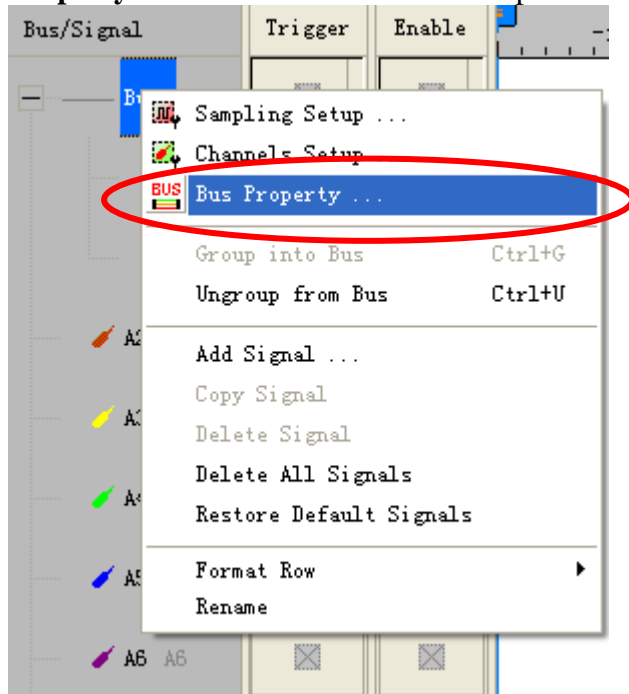 Bus/Signal Trigger Enable
Sampling Setup ...
Channels Setup
BUS Bus Property ...
Group into Bus Ctrl+G
Ungroup from Bus Ctrl+U
Add Signal ...
Copy Signal
Delete Signal
Delete All Signals
Restore Default Signals
Format Row
Rename
A6 A6